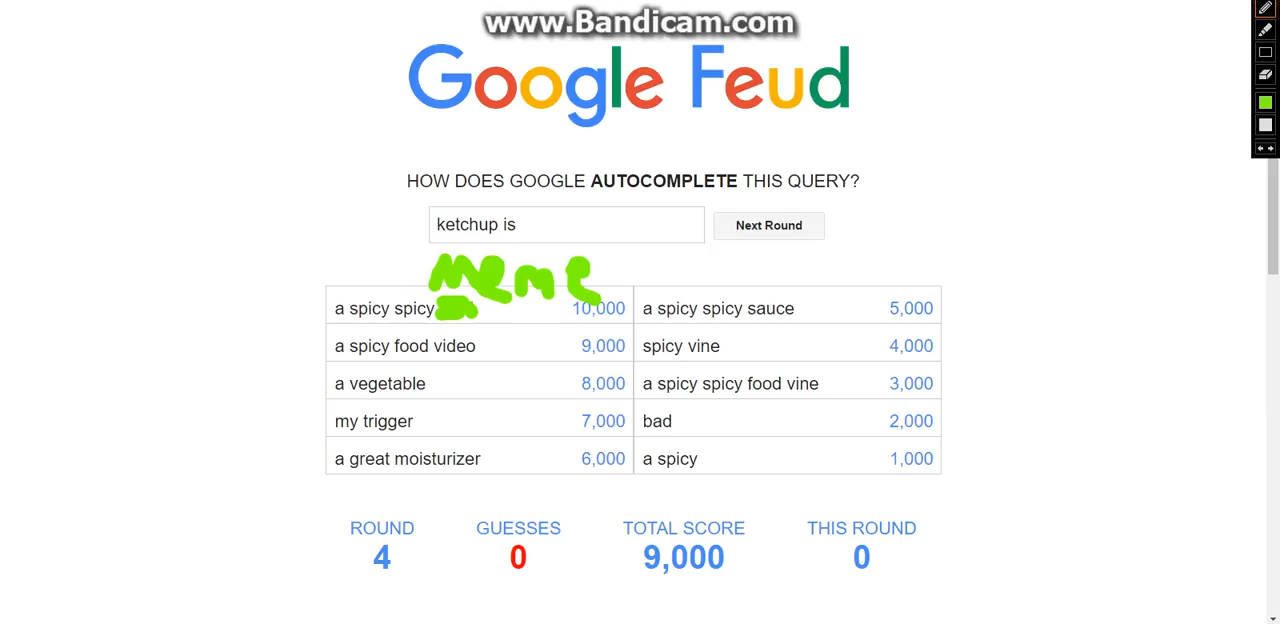 www.Bandicam.com
Google Feud
HOW DOES GOOGLE AUTOCOMPLETE THIS QUERY?
ketchup is
Next Round
meme
a spicy spicy 10,000
a spicy spicy sauce 5,000
a spicy food video 9,000
spicy vine 4,000
a vegetable 8,000
a spicy spicy food vine 3,000
my trigger 7,000
bad 2,000
a great moisturizer 6,000
a spicy 1,000
ROUND GUESSES TOTAL SCORE THIS ROUND
4 0 9,000 0